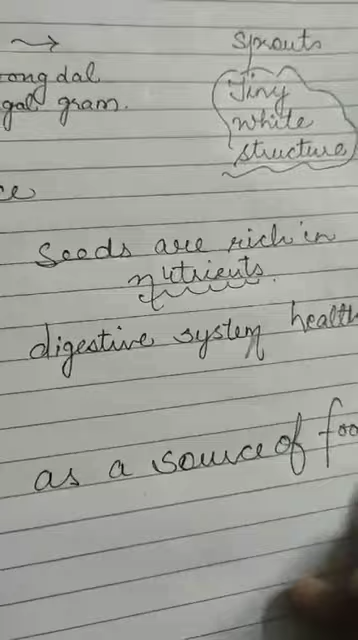 → Sprouts
ong dal Tiny
gal gram. white
structure
ce
Seeds are rich in
nutrients.
digestive system health
as a source of foo